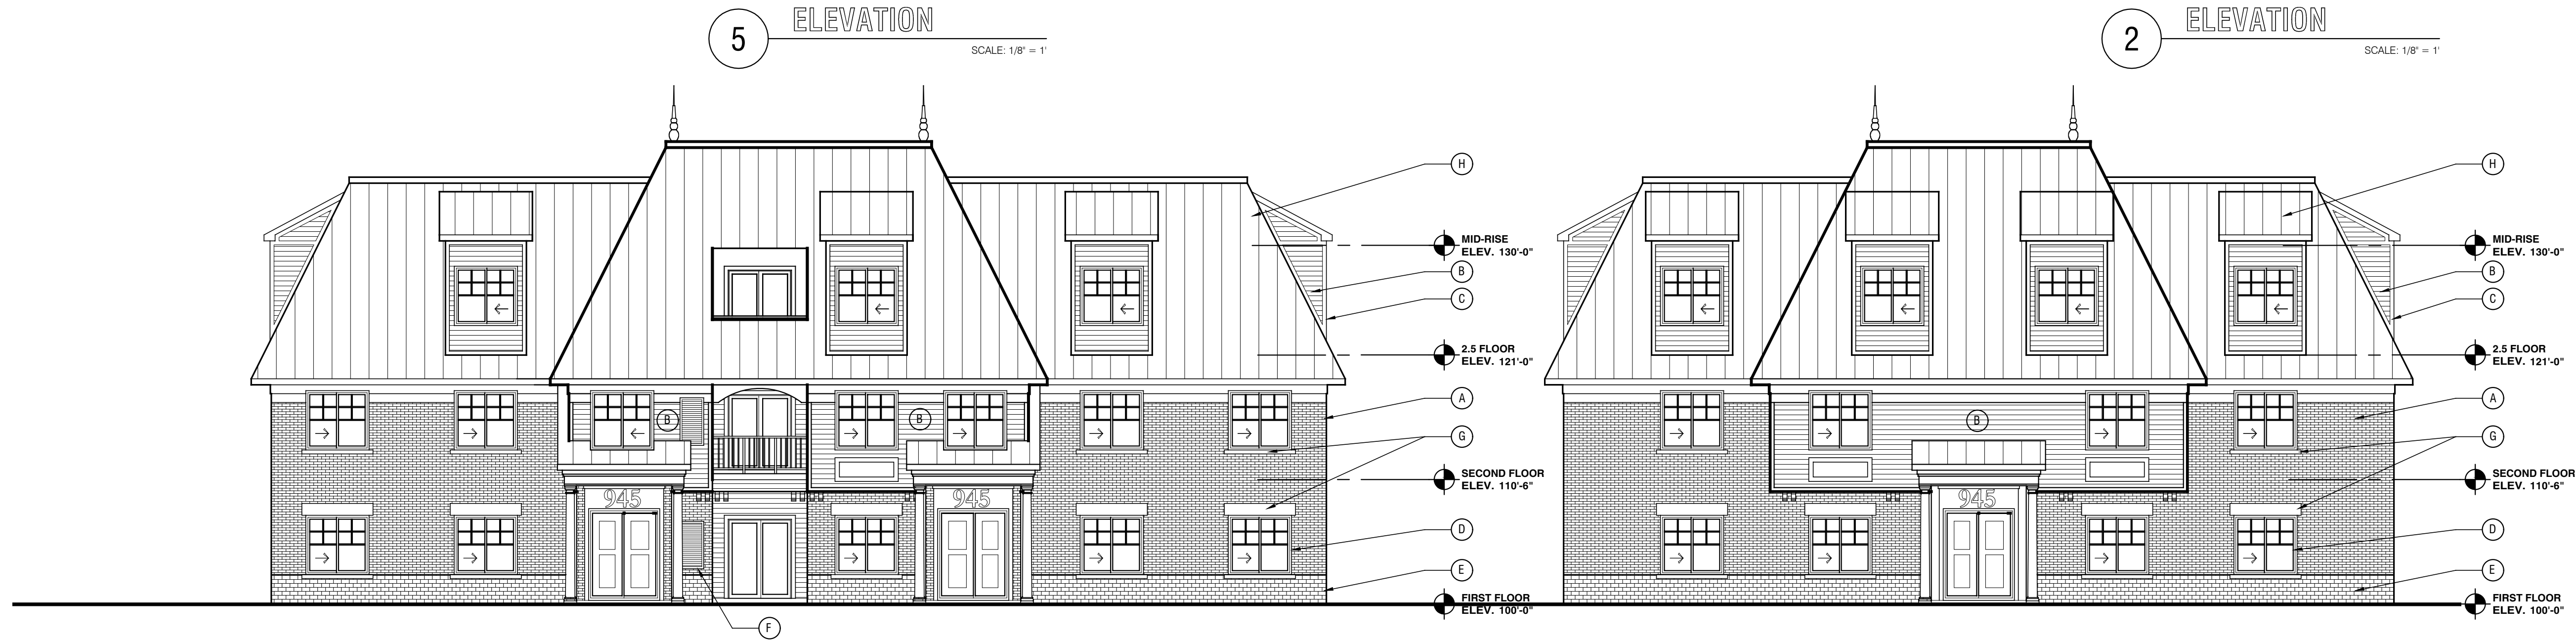 5
ELEVATION
SCALE: 1/8" = 1'
2
ELEVATION
SCALE: 1/8" = 1'
H
MID-RISE
ELEV. 130'-0"
B
C
2.5 FLOOR
ELEV. 121'-0"
A
G
SECOND FLOOR
ELEV. 110'-6"
D
E
FIRST FLOOR
ELEV. 100'-0"
F
B
B
945
945
H
MID-RISE
ELEV. 130'-0"
B
C
2.5 FLOOR
ELEV. 121'-0"
A
G
SECOND FLOOR
ELEV. 110'-6"
D
E
FIRST FLOOR
ELEV. 100'-0"
B
945